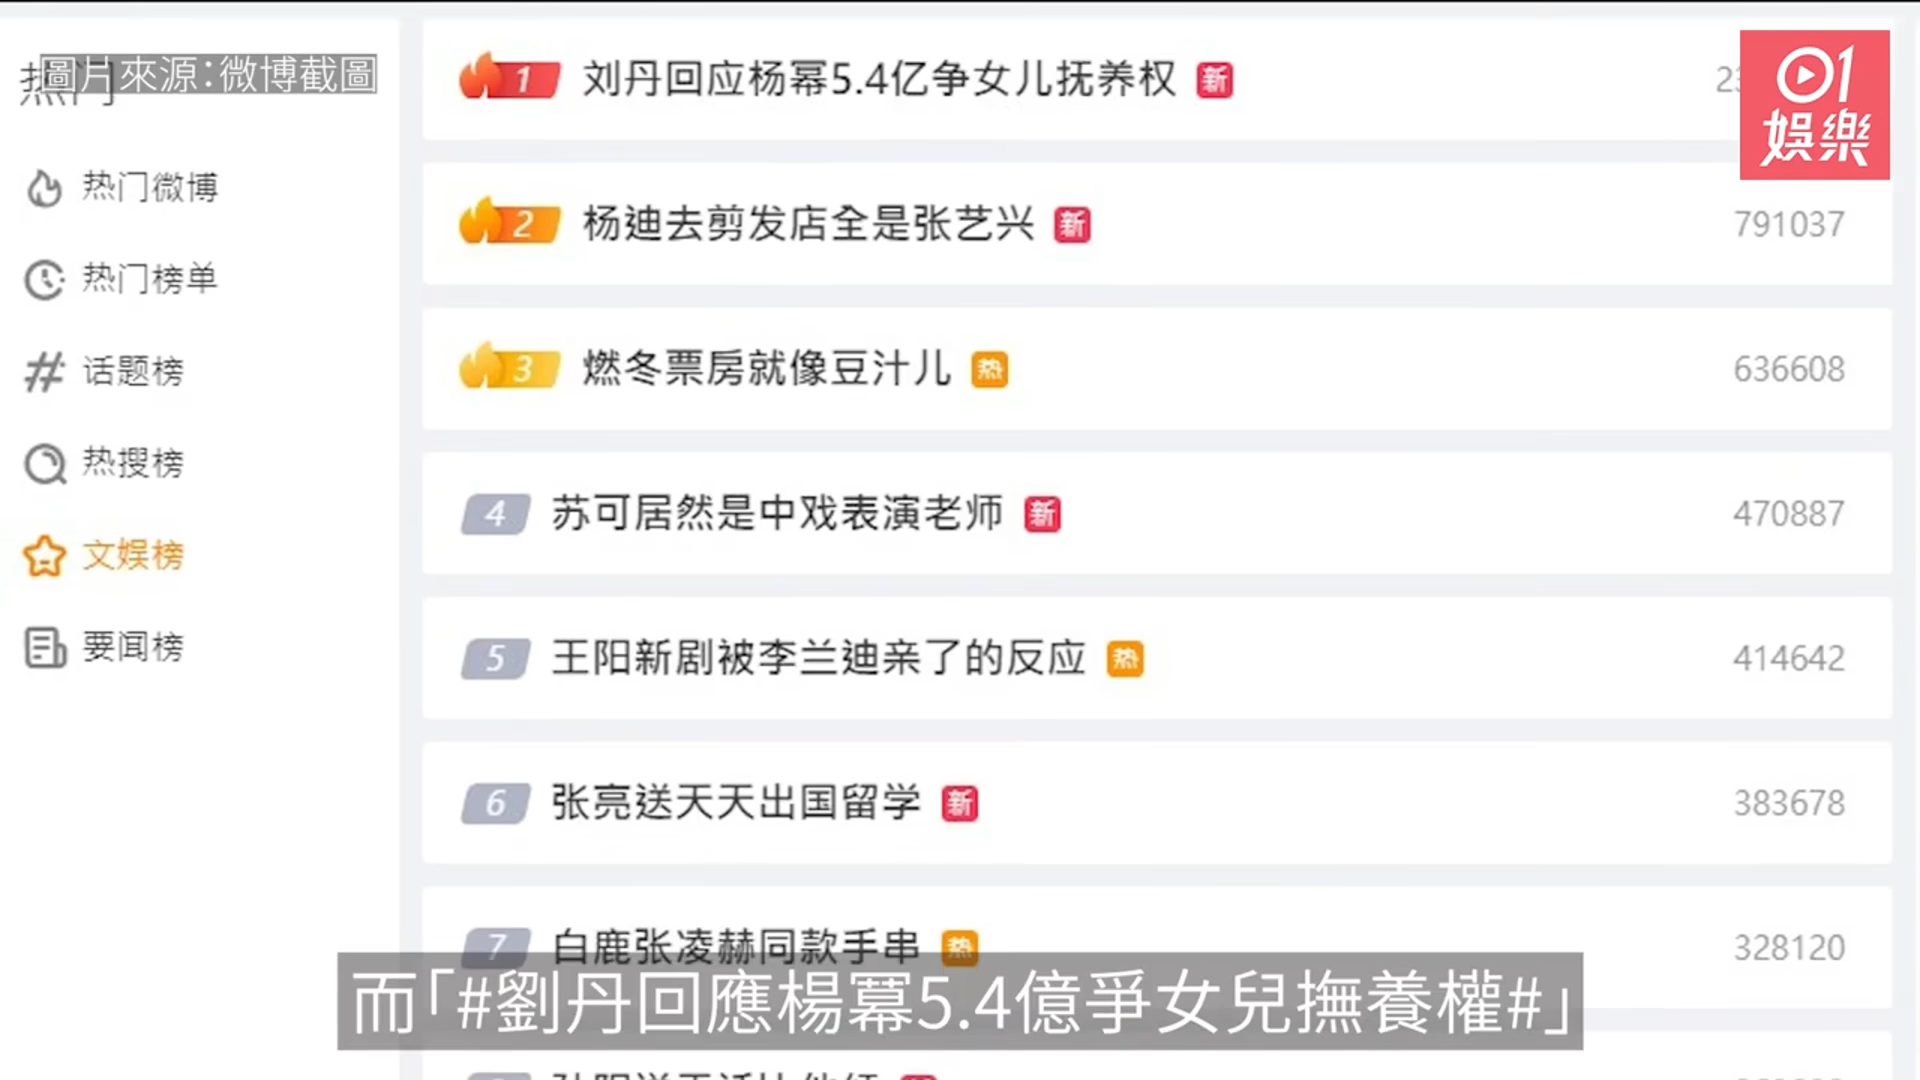 圖片來源：微博截圖
热门
01
娛樂
热门微博
热门榜单
话题榜
热搜榜
文娱榜
要闻榜
1 刘丹回应杨幂5.4亿争女儿抚养权 新
2 杨迪去剪发店全是张艺兴 新 791037
3 燃冬票房就像豆汁儿 热 636608
4 苏可居然是中戏表演老师 新 470887
5 王阳新剧被李兰迪亲了的反应 热 414642
6 张亮送天天出国留学 新 383678
7 白鹿张凌赫同款手串 热 328120
而「#劉丹回應楊冪5.4億爭女兒撫養權#」